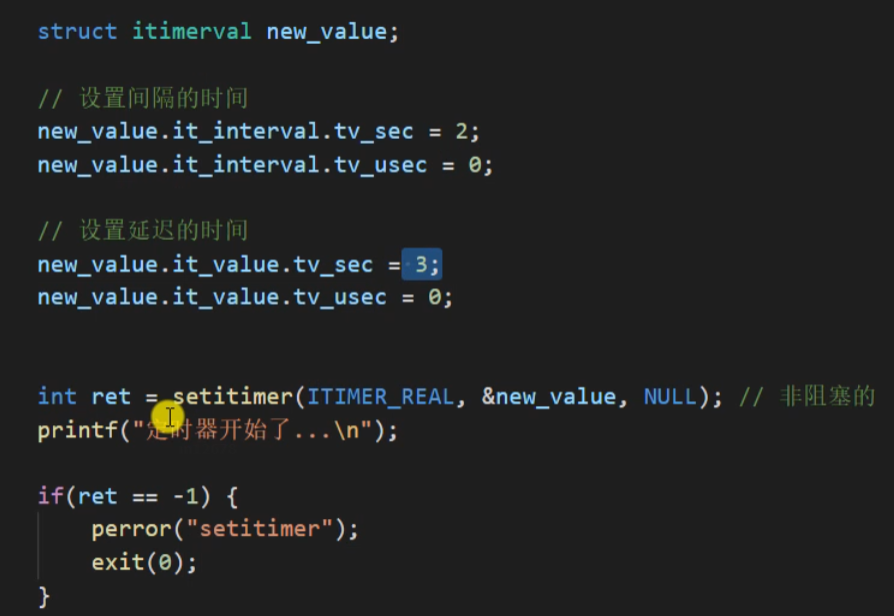 struct itimerval new_value;
// 设置间隔的时间
new_value.it_interval.tv_sec = 2;
new_value.it_interval.tv_usec = 0;
// 设置延迟的时间
new_value.it_value.tv_sec = 3;
new_value.it_value.tv_usec = 0;
int ret = setitimer(ITIMER_REAL, &new_value, NULL); // 非阻塞的
printf("定时器开始了...\n");
if(ret == -1) {
perror("setitimer");
exit(0);
}